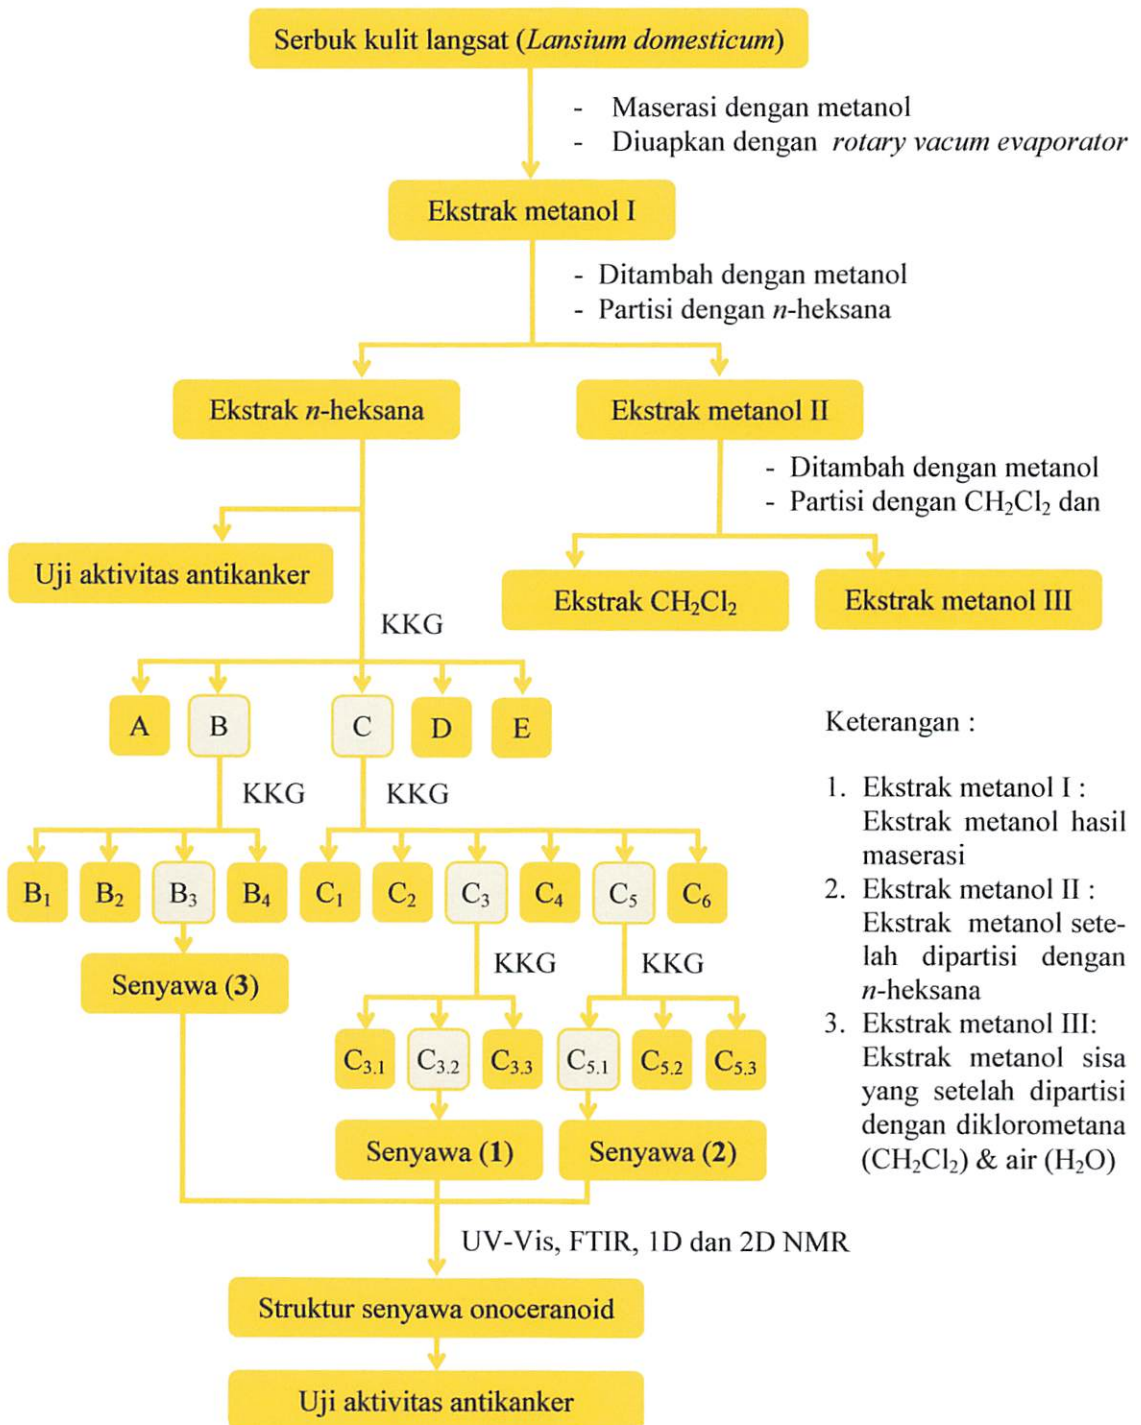 Serbuk kulit langsat (Lansium domesticum)
- Maserasi dengan metanol
- Diuapkan dengan rotary vacum evaporator
Ekstrak metanol I
- Ditambah dengan metanol
- Partisi dengan n-heksana
Ekstrak n-heksana
Ekstrak metanol II
- Ditambah dengan metanol
- Partisi dengan CH₂Cl₂ dan
Uji aktivitas antikanker
Ekstrak CH₂Cl₂
Ekstrak metanol III
KKG
A B C D E
KKG KKG
B₁ B₂ B₃ B₄ C₁ C₂ C₃ C₄ C₅ C₆
Senyawa (3)
KKG KKG
C₃.₁ C₃.₂ C₃.₃ C₅.₁ C₅.₂ C₅.₃
Senyawa (1) Senyawa (2)
UV-Vis, FTIR, 1D dan 2D NMR
Struktur senyawa onoceranoid
Uji aktivitas antikanker
Keterangan :
1. Ekstrak metanol I :
Ekstrak metanol hasil
maserasi
2. Ekstrak metanol II :
Ekstrak metanol sete-
lah dipartisi dengan
n-heksana
3. Ekstrak metanol III:
Ekstrak metanol sisa
yang setelah dipartisi
dengan diklorometana
(CH₂Cl₂) & air (H₂O)